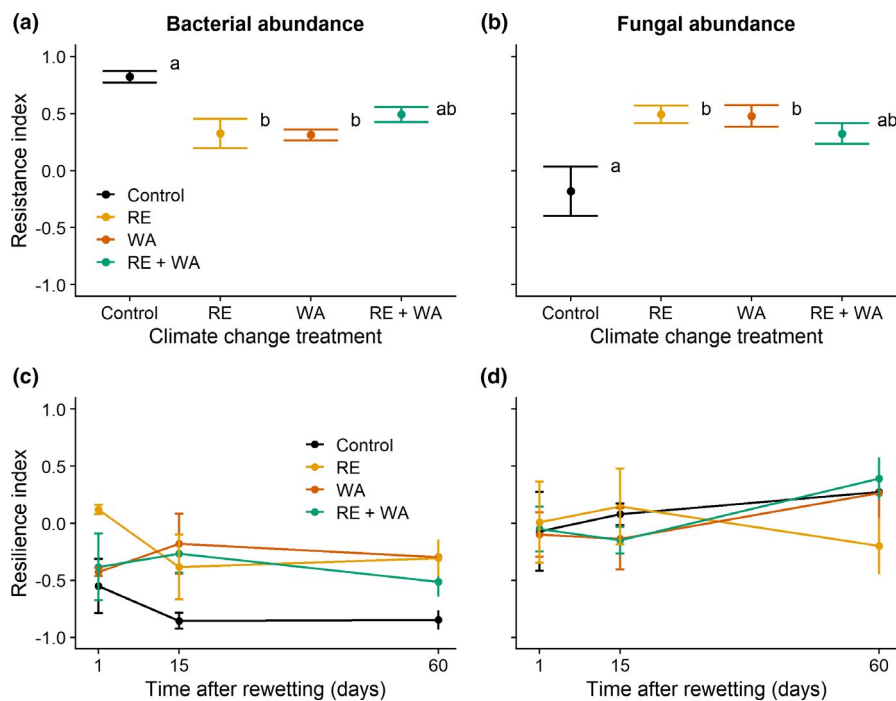 (a)
Bacterial abundance
(b)
Fungal abundance
1.0
0.5
0.0
-0.5
-1.0
Resistance index
a
b
b
ab
Control
RE
WA
RE + WA
Control
RE
WA
RE + WA
Climate change treatment
a
b
b
ab
Control
RE
WA
RE + WA
Climate change treatment
(c)
(d)
1.0
0.5
0.0
-0.5
-1.0
Resilience index
Control
RE
WA
RE + WA
1
15
60
Time after rewetting (days)
1
15
60
Time after rewetting (days)